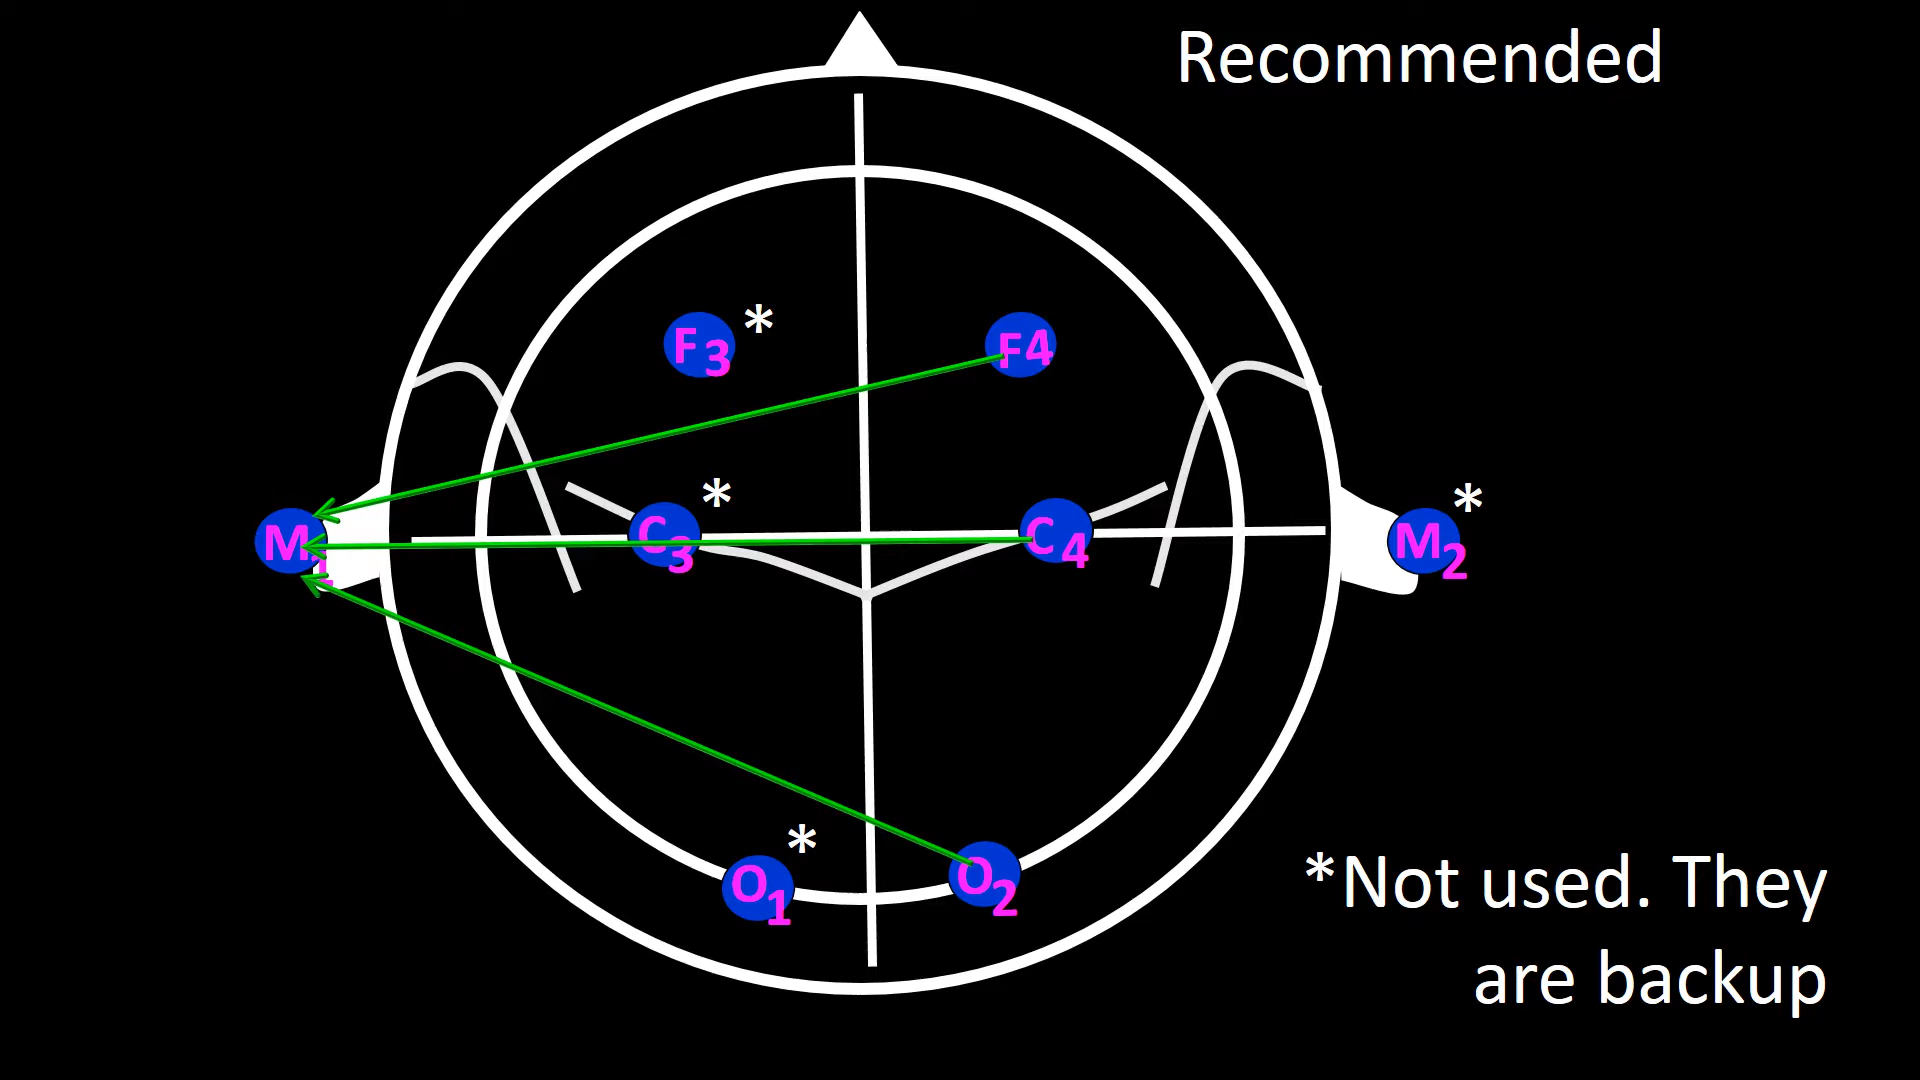 Recommended
F3 *
F4
M1
C3 *
C4
M2 *
O1 *
O2
*Not used. They
are backup